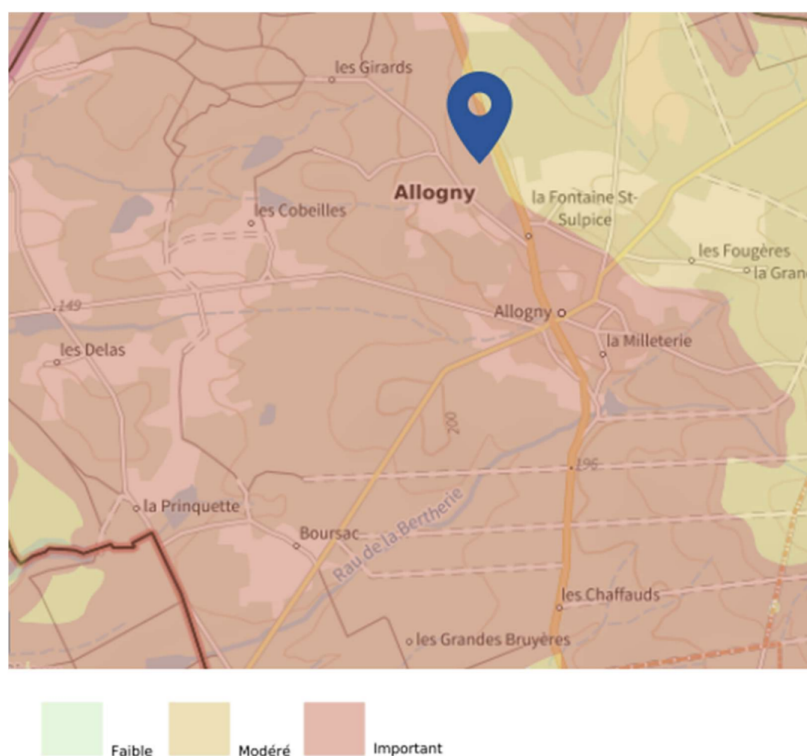 les Girards
Allogny
la Fontaine St-
Sulpice
les Cobeilles
les Fougères
la Gran
149
Allogny
la Milleterie
les Delas
200
196
la Prinquette
Boursac
Rau de la Bertherie
les Chaffauds
les Grandes Bruyères
Faible
Modéré
Important